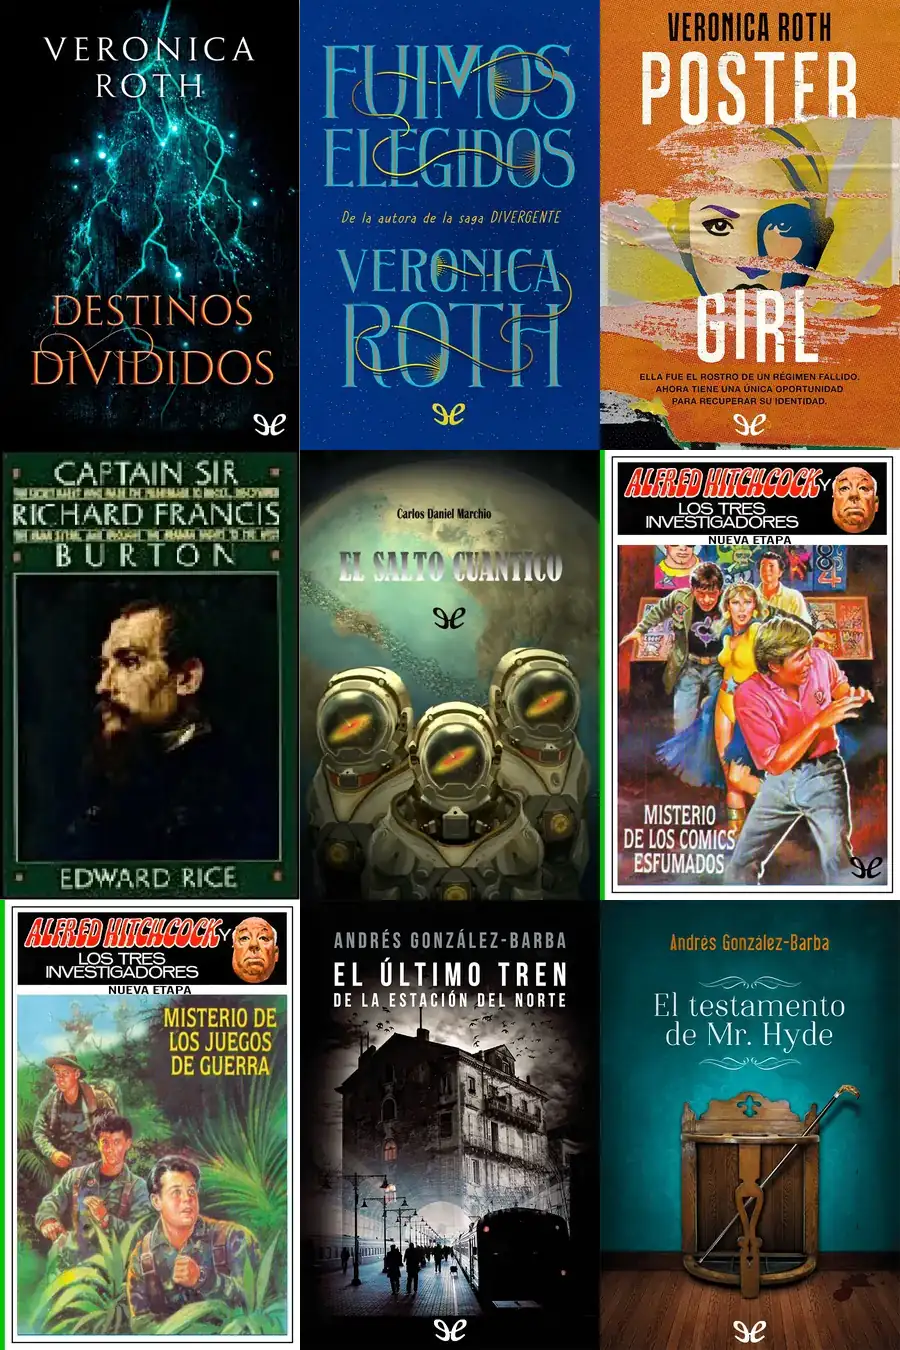 VERONICA
ROTH
DESTINOS
DIVIDIDOS
FUIMOS
ELEGIDOS
De la autora de la saga DIVERGENTE
VERONICA
ROTH
VERONICA ROTH
POSTER
GIRL
ELLA FUE EL ROSTRO DE UN RÉGIMEN FALLIDO.
AHORA TIENE UNA ÚNICA OPORTUNIDAD
PARA RECUPERAR SU IDENTIDAD.
CAPTAIN SIR
RICHARD FRANCIS
BURTON
EDWARD RICE
Carlos Daniel Marchio
EL SALTO CUANTICO
ALFRED HITCHCOCK Y
LOS TRES
INVESTIGADORES
NUEVA ETAPA
MISTERIO
DE LOS COMICS
ESFUMADOS
ALFRED HITCHCOCK Y
LOS TRES
INVESTIGADORES
NUEVA ETAPA
MISTERIO DE
LOS JUEGOS
DE GUERRA
ANDRÉS GONZÁLEZ-BARBA
EL ÚLTIMO TREN
DE LA ESTACIÓN DEL NORTE
Andrés González-Barba
El testamento
de Mr. Hyde